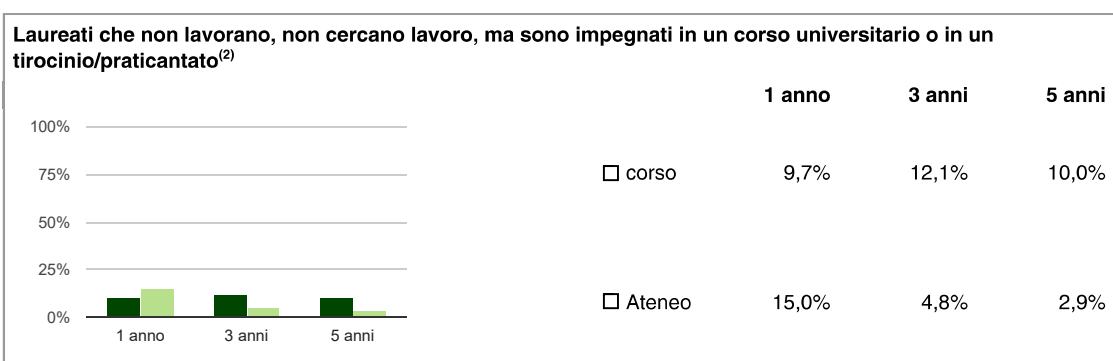 Laureati che non lavorano, non cercano lavoro, ma sono impegnati in un corso universitario o in un
tirocinio/praticantato(2)
1 anno 3 anni 5 anni
100%
75%
50%
25%
0%
1 anno 3 anni 5 anni
corso 9,7% 12,1% 10,0%
Ateneo 15,0% 4,8% 2,9%